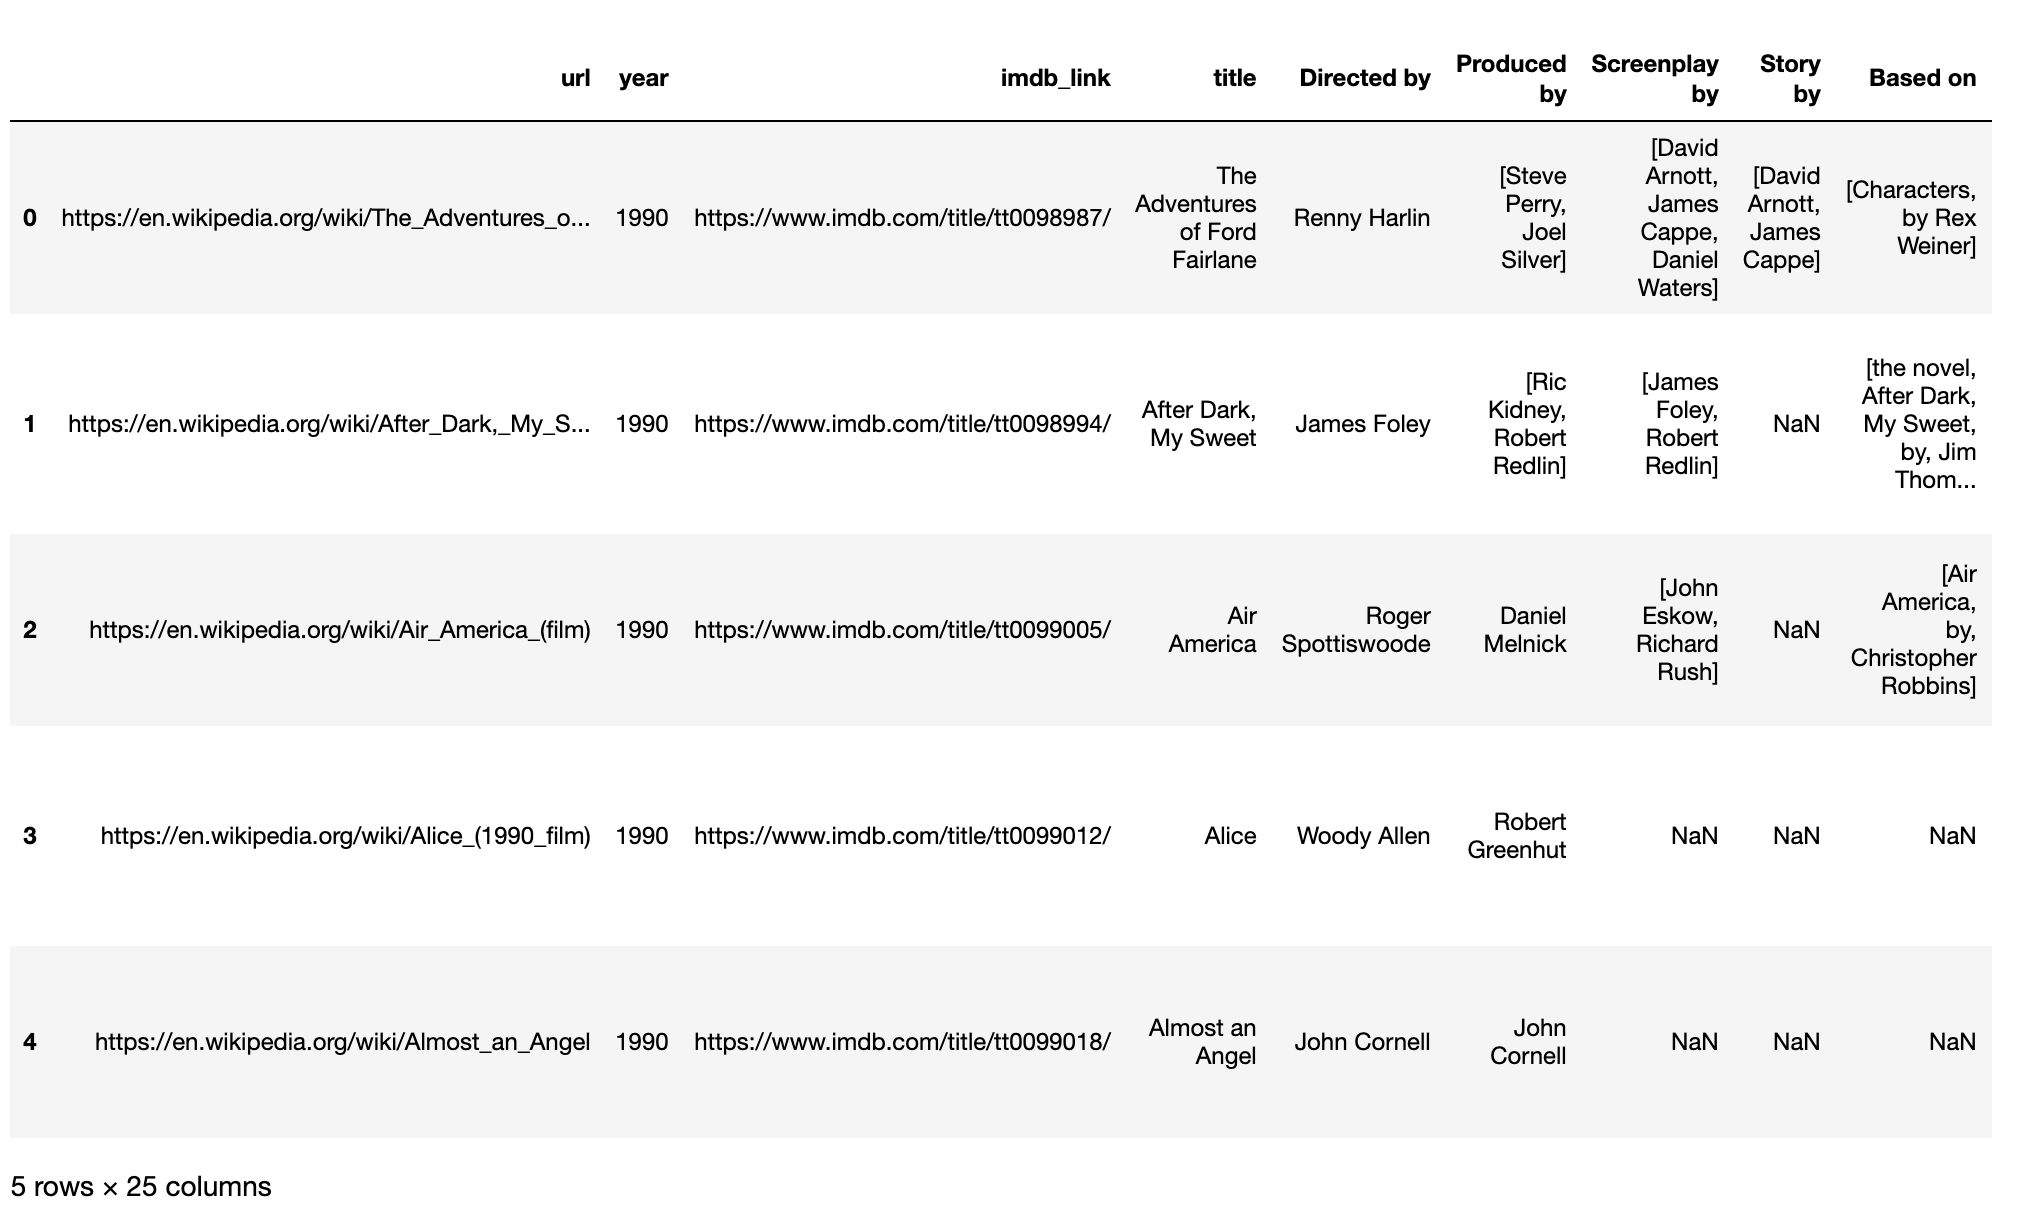 url year imdb_link title Directed by Produced by Screenplay by Story by Based on
0 https://en.wikipedia.org/wiki/The_Adventures_o... 1990 https://www.imdb.com/title/tt0098987/ The Adventures of Ford Fairlane Renny Harlin [Steve Perry, Joel Silver] [David Arnott, James Cappe, Daniel Waters] [David Arnott, James Cappe] [Characters, by Rex Weiner]
1 https://en.wikipedia.org/wiki/After_Dark,_My_S... 1990 https://www.imdb.com/title/tt0098994/ After Dark, My Sweet James Foley [Ric Kidney, Robert Redlin] [James Foley, Robert Redlin] NaN [the novel, After Dark, My Sweet, by, Jim Thom...
2 https://en.wikipedia.org/wiki/Air_America_(film) 1990 https://www.imdb.com/title/tt0099005/ Air America Roger Spottiswoode Daniel Melnick [John Eskow, Richard Rush] NaN [Air America, by, Christopher Robbins]
3 https://en.wikipedia.org/wiki/Alice_(1990_film) 1990 https://www.imdb.com/title/tt0099012/ Alice Woody Allen Robert Greenhut NaN NaN NaN
4 https://en.wikipedia.org/wiki/Almost_an_Angel 1990 https://www.imdb.com/title/tt0099018/ Almost an Angel John Cornell John Cornell NaN NaN NaN
5 rows × 25 columns